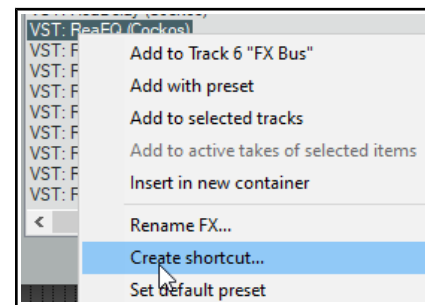 VST: ReaEQ (Cockos)
VST: F
Add to Track 6 "FX Bus"
VST: F
VST: F
Add with preset
VST: F
Add to selected tracks
VST: F
VST: F
Add to active takes of selected items
VST: F
VST: F
Insert in new container
VST: F
Rename FX...
Create shortcut...
Set default preset